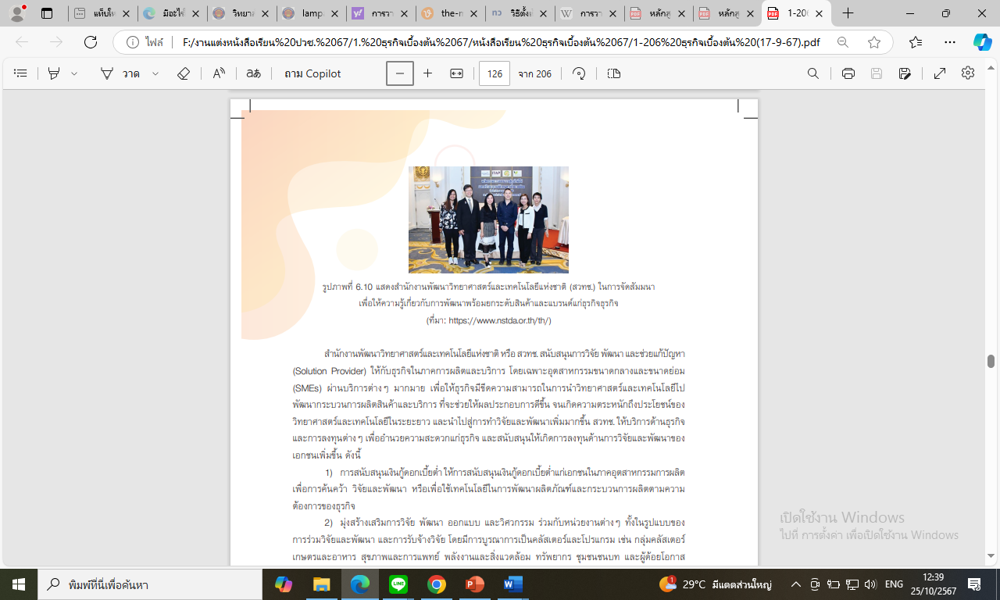 แท็บให
มีอะไรใ
วิทยาล
lampa
การวา
the-m
วิธีตั้งเ
การวา
หลักสู
หลักสู
1-206
ไฟล์ F:/งานแต่งหนังสือเรียน%20ปวช.%2067/1.%20ธุรกิจเบื้องต้น%2067/หนังสือเรียน%20ธุรกิจเบื้องต้น%2067/1-206%20ธุรกิจเบื้องต้น%20(17-9-67).pdf
วาด ถาม Copilot 126 จาก 206
ITAP
รูปภาพที่ 6.10 แสดงสำนักงานพัฒนาวิทยาศาสตร์และเทคโนโลยีแห่งชาติ (สวทช.) ในการจัดสัมมนา
เพื่อให้ความรู้เกี่ยวกับการพัฒนาพร้อมยกระดับสินค้าและแบรนด์แก่ธุรกิจธุรกิจ
(ที่มา: https://www.nstda.or.th/th/)
สำนักงานพัฒนาวิทยาศาสตร์และเทคโนโลยีแห่งชาติ หรือ สวทช. สนับสนุนการวิจัย พัฒนา และช่วยแก้ปัญหา
(Solution Provider) ให้กับธุรกิจในภาคการผลิตและบริการ โดยเฉพาะอุตสาหกรรมขนาดกลางและขนาดย่อม
(SMEs) ผ่านบริการต่าง ๆ มากมาย เพื่อให้ธุรกิจมีขีดความสามารถในการนำวิทยาศาสตร์และเทคโนโลยีไป
พัฒนากระบวนการผลิตสินค้าและบริการ ที่จะช่วยให้ผลประกอบการดีขึ้น จนเกิดความตระหนักถึงประโยชน์ของ
วิทยาศาสตร์และเทคโนโลยีในระยะยาว และนำไปสู่การทำวิจัยและพัฒนาเพิ่มมากขึ้น สวทช. ให้บริการด้านธุรกิจ
และการลงทุนต่าง ๆ เพื่ออำนวยความสะดวกแก่ธุรกิจ และสนับสนุนให้เกิดการลงทุนด้านการวิจัยและพัฒนาของ
เอกชนเพิ่มขึ้น ดังนี้
1) การสนับสนุนเงินกู้ดอกเบี้ยต่ำ ให้การสนับสนุนเงินกู้ดอกเบี้ยต่ำแก่เอกชนในภาคอุตสาหกรรมการผลิต
เพื่อการค้นคว้า วิจัยและพัฒนา หรือเพื่อใช้เทคโนโลยีในการพัฒนาผลิตภัณฑ์และกระบวนการผลิตตามความ
ต้องการของธุรกิจ
2) มุ่งสร้างเสริมการวิจัย พัฒนา ออกแบบ และวิศวกรรม ร่วมกับหน่วยงานต่าง ๆ ทั้งในรูปแบบของ
การร่วมวิจัยและพัฒนา และการรับจ้างวิจัย โดยมีการบูรณาการเป็นคลัสเตอร์และโปรแกรม เช่น กลุ่มคลัสเตอร์
เกษตรและอาหาร สุขภาพและการแพทย์ พลังงานและสิ่งแวดล้อม ทรัพยากร ชุมชนชนบท และผู้ด้อยโอกาส
เปิดใช้งาน Windows
ไปที่ การตั้งค่า เพื่อเปิดใช้งาน Windows
พิมพ์ที่นี่เพื่อค้นหา
29°C มีแดดส่วนใหญ่
ENG
12:39
25/10/2567